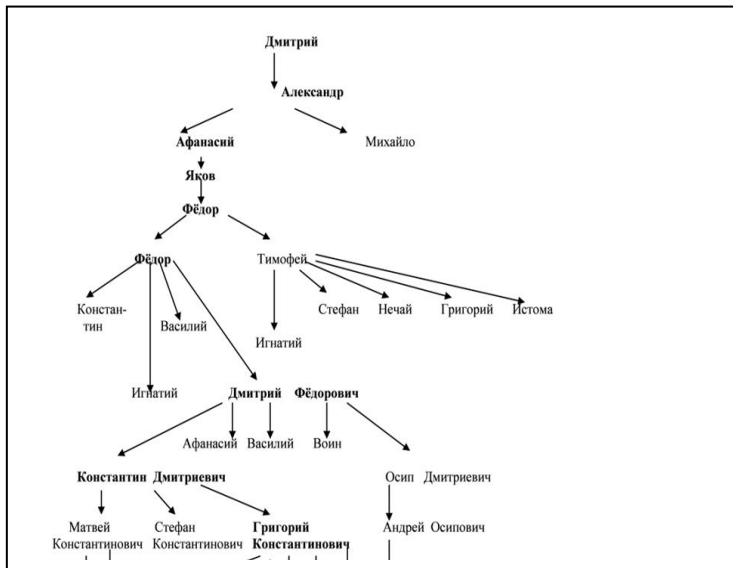 Дмитрий
Александр
Афанасий Михайло
Яков
Фёдор
Фёдор Тимофей
Констан-
тин
Василий
Стефан Нечай Григорий Истома
Игнатий
Игнатий
Дмитрий Фёдорович
Афанасий Василий Воин
Константин Дмитриевич Осип Дмитриевич
Матвей Стефан Григорий Андрей Осипович
Константинович Константинович Константинович